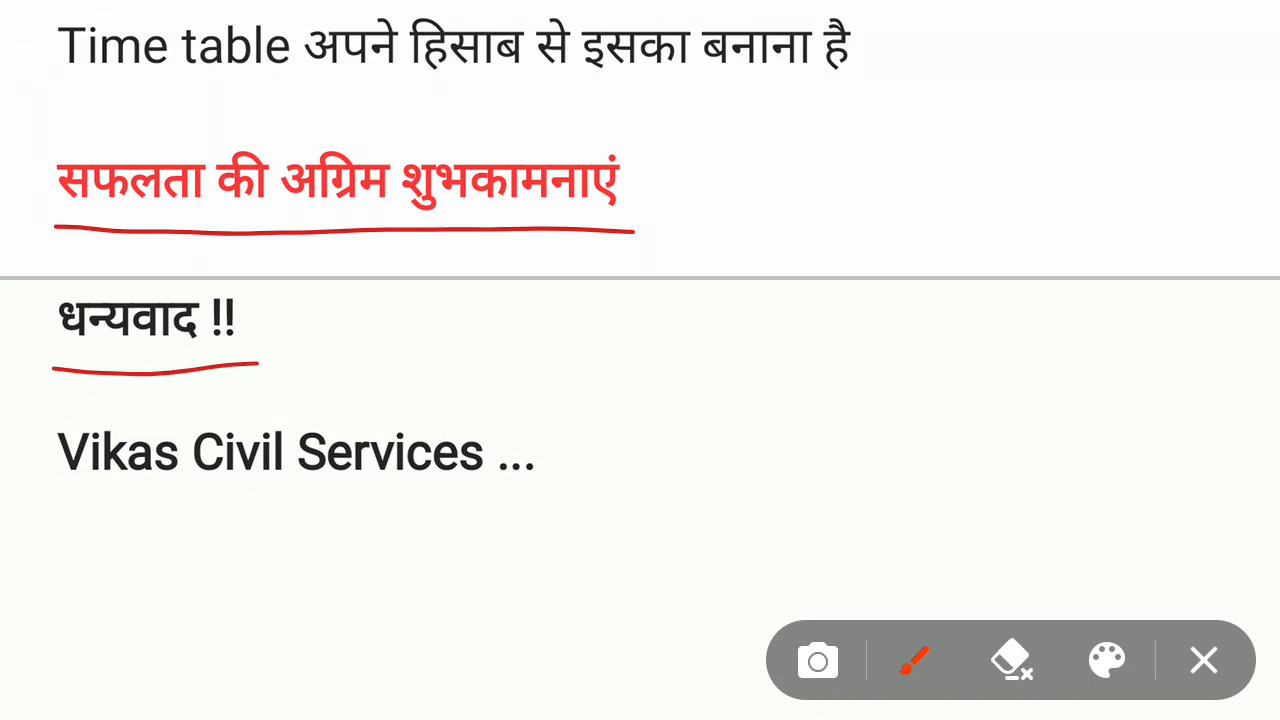 Time table अपने हिसाब से इसका बनाना है
सफलता की अग्रिम शुभकामनाएं
धन्यवाद !!
Vikas Civil Services ...